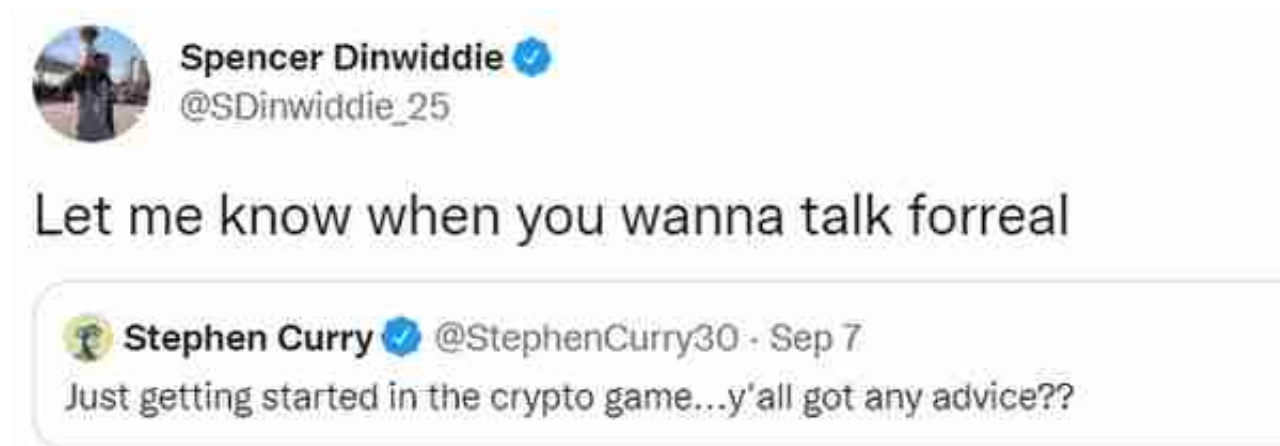 Spencer Dinwiddie
@SDinwiddie_25
Let me know when you wanna talk forreal
Stephen Curry @StephenCurry30 · Sep 7
Just getting started in the crypto game...y'all got any advice??